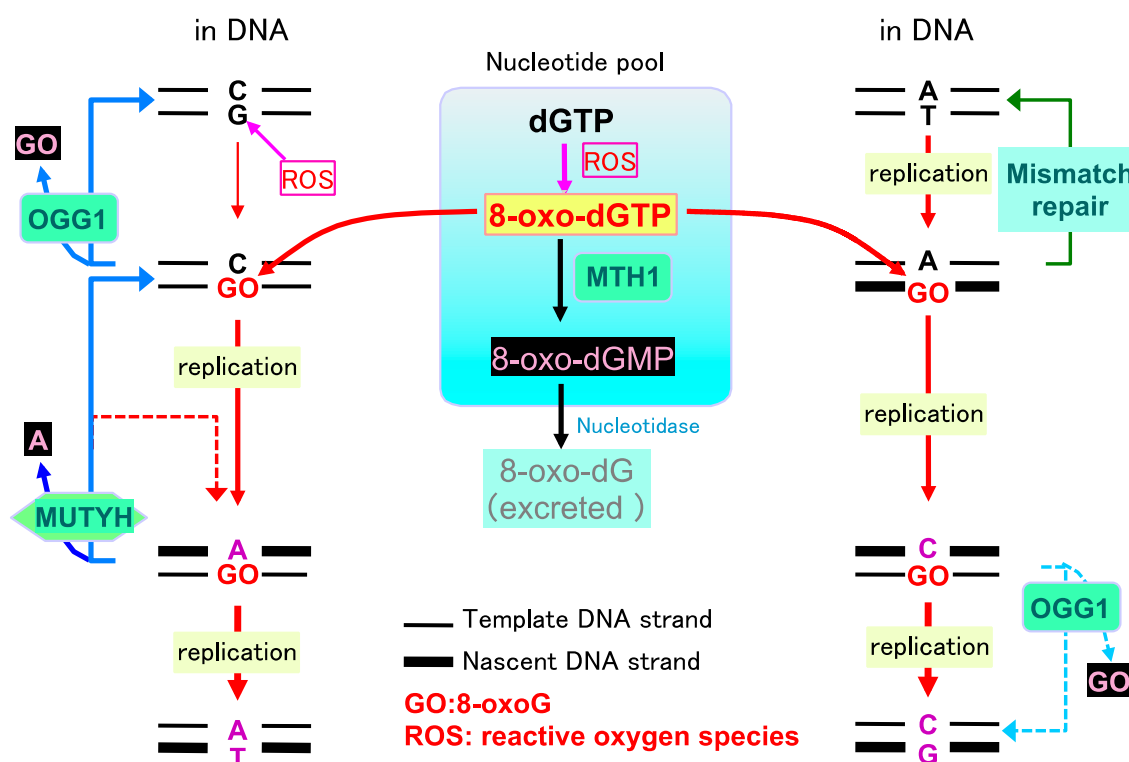 in DNA
C
G
ROS
GO
OGG1
C
GO
replication
A
MUTYH
A
GO
replication
A
T
Nucleotide pool
dGTP
ROS
8-oxo-dGTP
MTH1
8-oxo-dGMP
Nucleotidase
8-oxo-dG
(excreted )
Template DNA strand
Nascent DNA strand
GO:8-oxoG
ROS: reactive oxygen species
in DNA
A
T
replication
Mismatch
repair
A
GO
replication
C
GO
OGG1
replication
GO
C
G